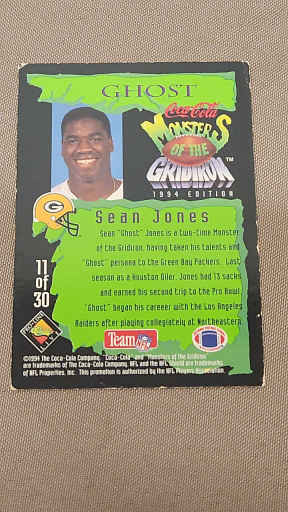 GHOST
Coca-Cola
MONSTERS
OF THE
GRIDIRON™
1994 EDITION
G
Sean Jones
Sean "Ghost" Jones is a two-time Monster
of the Gridiron, having taken his talents and
"Ghost" persona to the Green Bay Packers. Last
season as a Houston Oiler, Jones had 13 sacks
and earned his second trip to the Pro Bowl.
"Ghost" began his career with the Los Angeles
Raiders after playing collegiately at Northeastern.
11
of
30
Team NFL
©1994 The Coca-Cola Company. "Coca-Cola" and "Monsters of the Gridiron"
are trademarks of The Coca-Cola Company. NFL and the NFL Shield are trademarks
of NFL Properties, Inc. This promotion is authorized by the NFL Players Association.